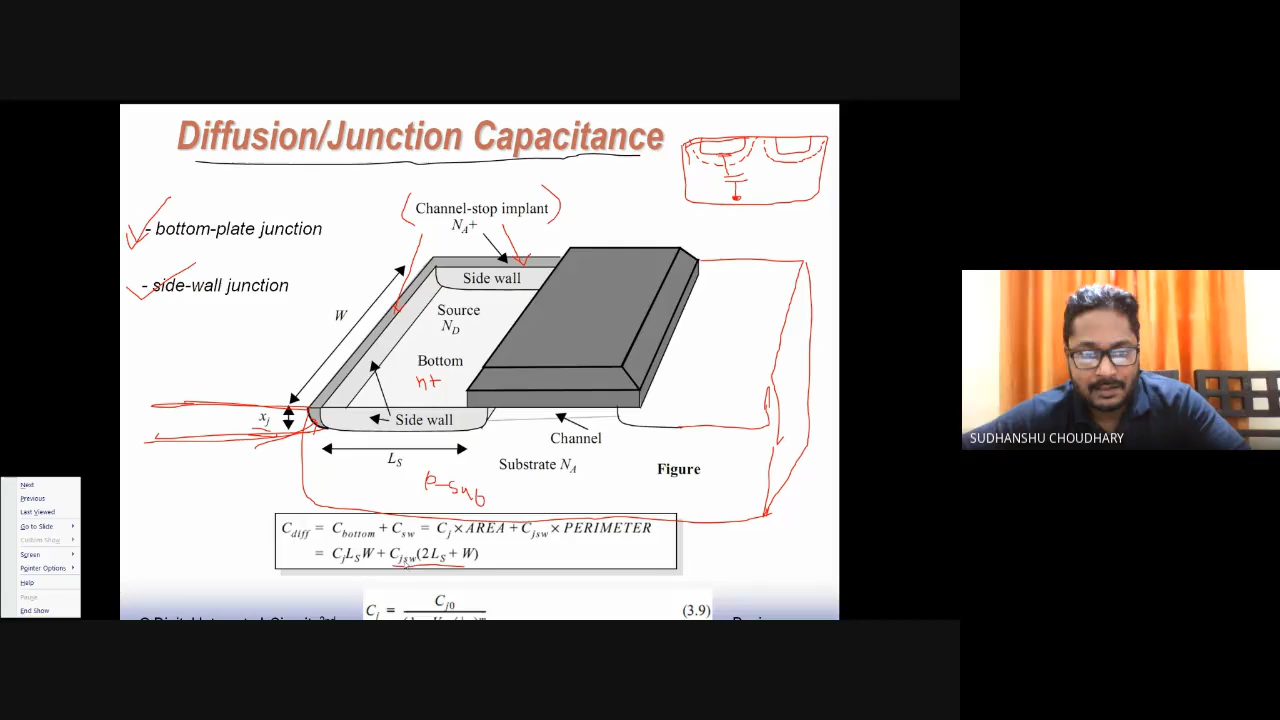 Diffusion/Junction Capacitance
Channel-stop implant
N_A+
- bottom-plate junction
- side-wall junction
Side wall
W
Source
N_D
Bottom
n+
x_j
Side wall
Channel
L_S
Substrate N_A
Figure
p-sub
C_diff = C_bottom + C_sw = C_j × AREA + C_jsw × PERIMETER
= C_j L_S W + C_jsw (2L_S + W)
C_j = C_j0
(3.9)
SUDHANSHU CHOUDHARY
Next
Previous
Last Viewed
Go to Slide
Custom Show
Screen
Pointer Options
Help
Pause
End Show